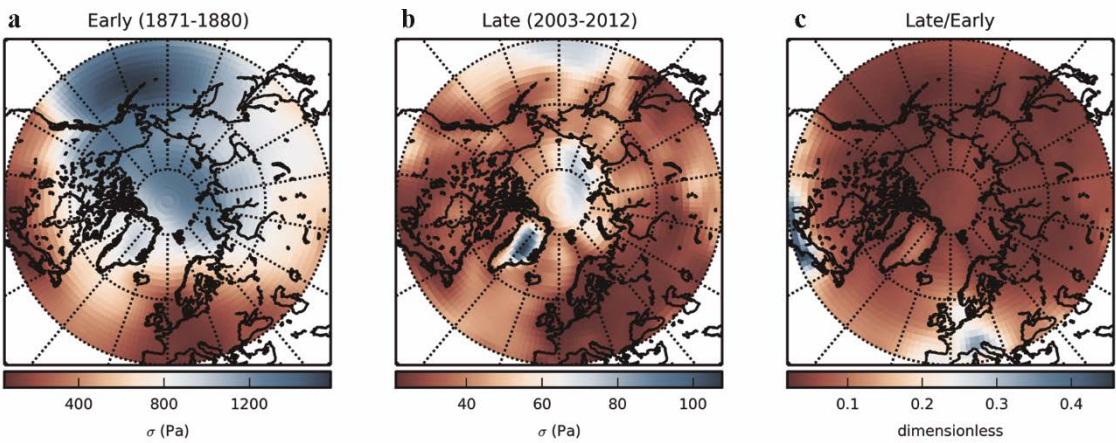 a Early (1871-1880)
b Late (2003-2012)
c Late/Early
400 800 1200
σ (Pa)
40 60 80 100
σ (Pa)
0.1 0.2 0.3 0.4
dimensionless